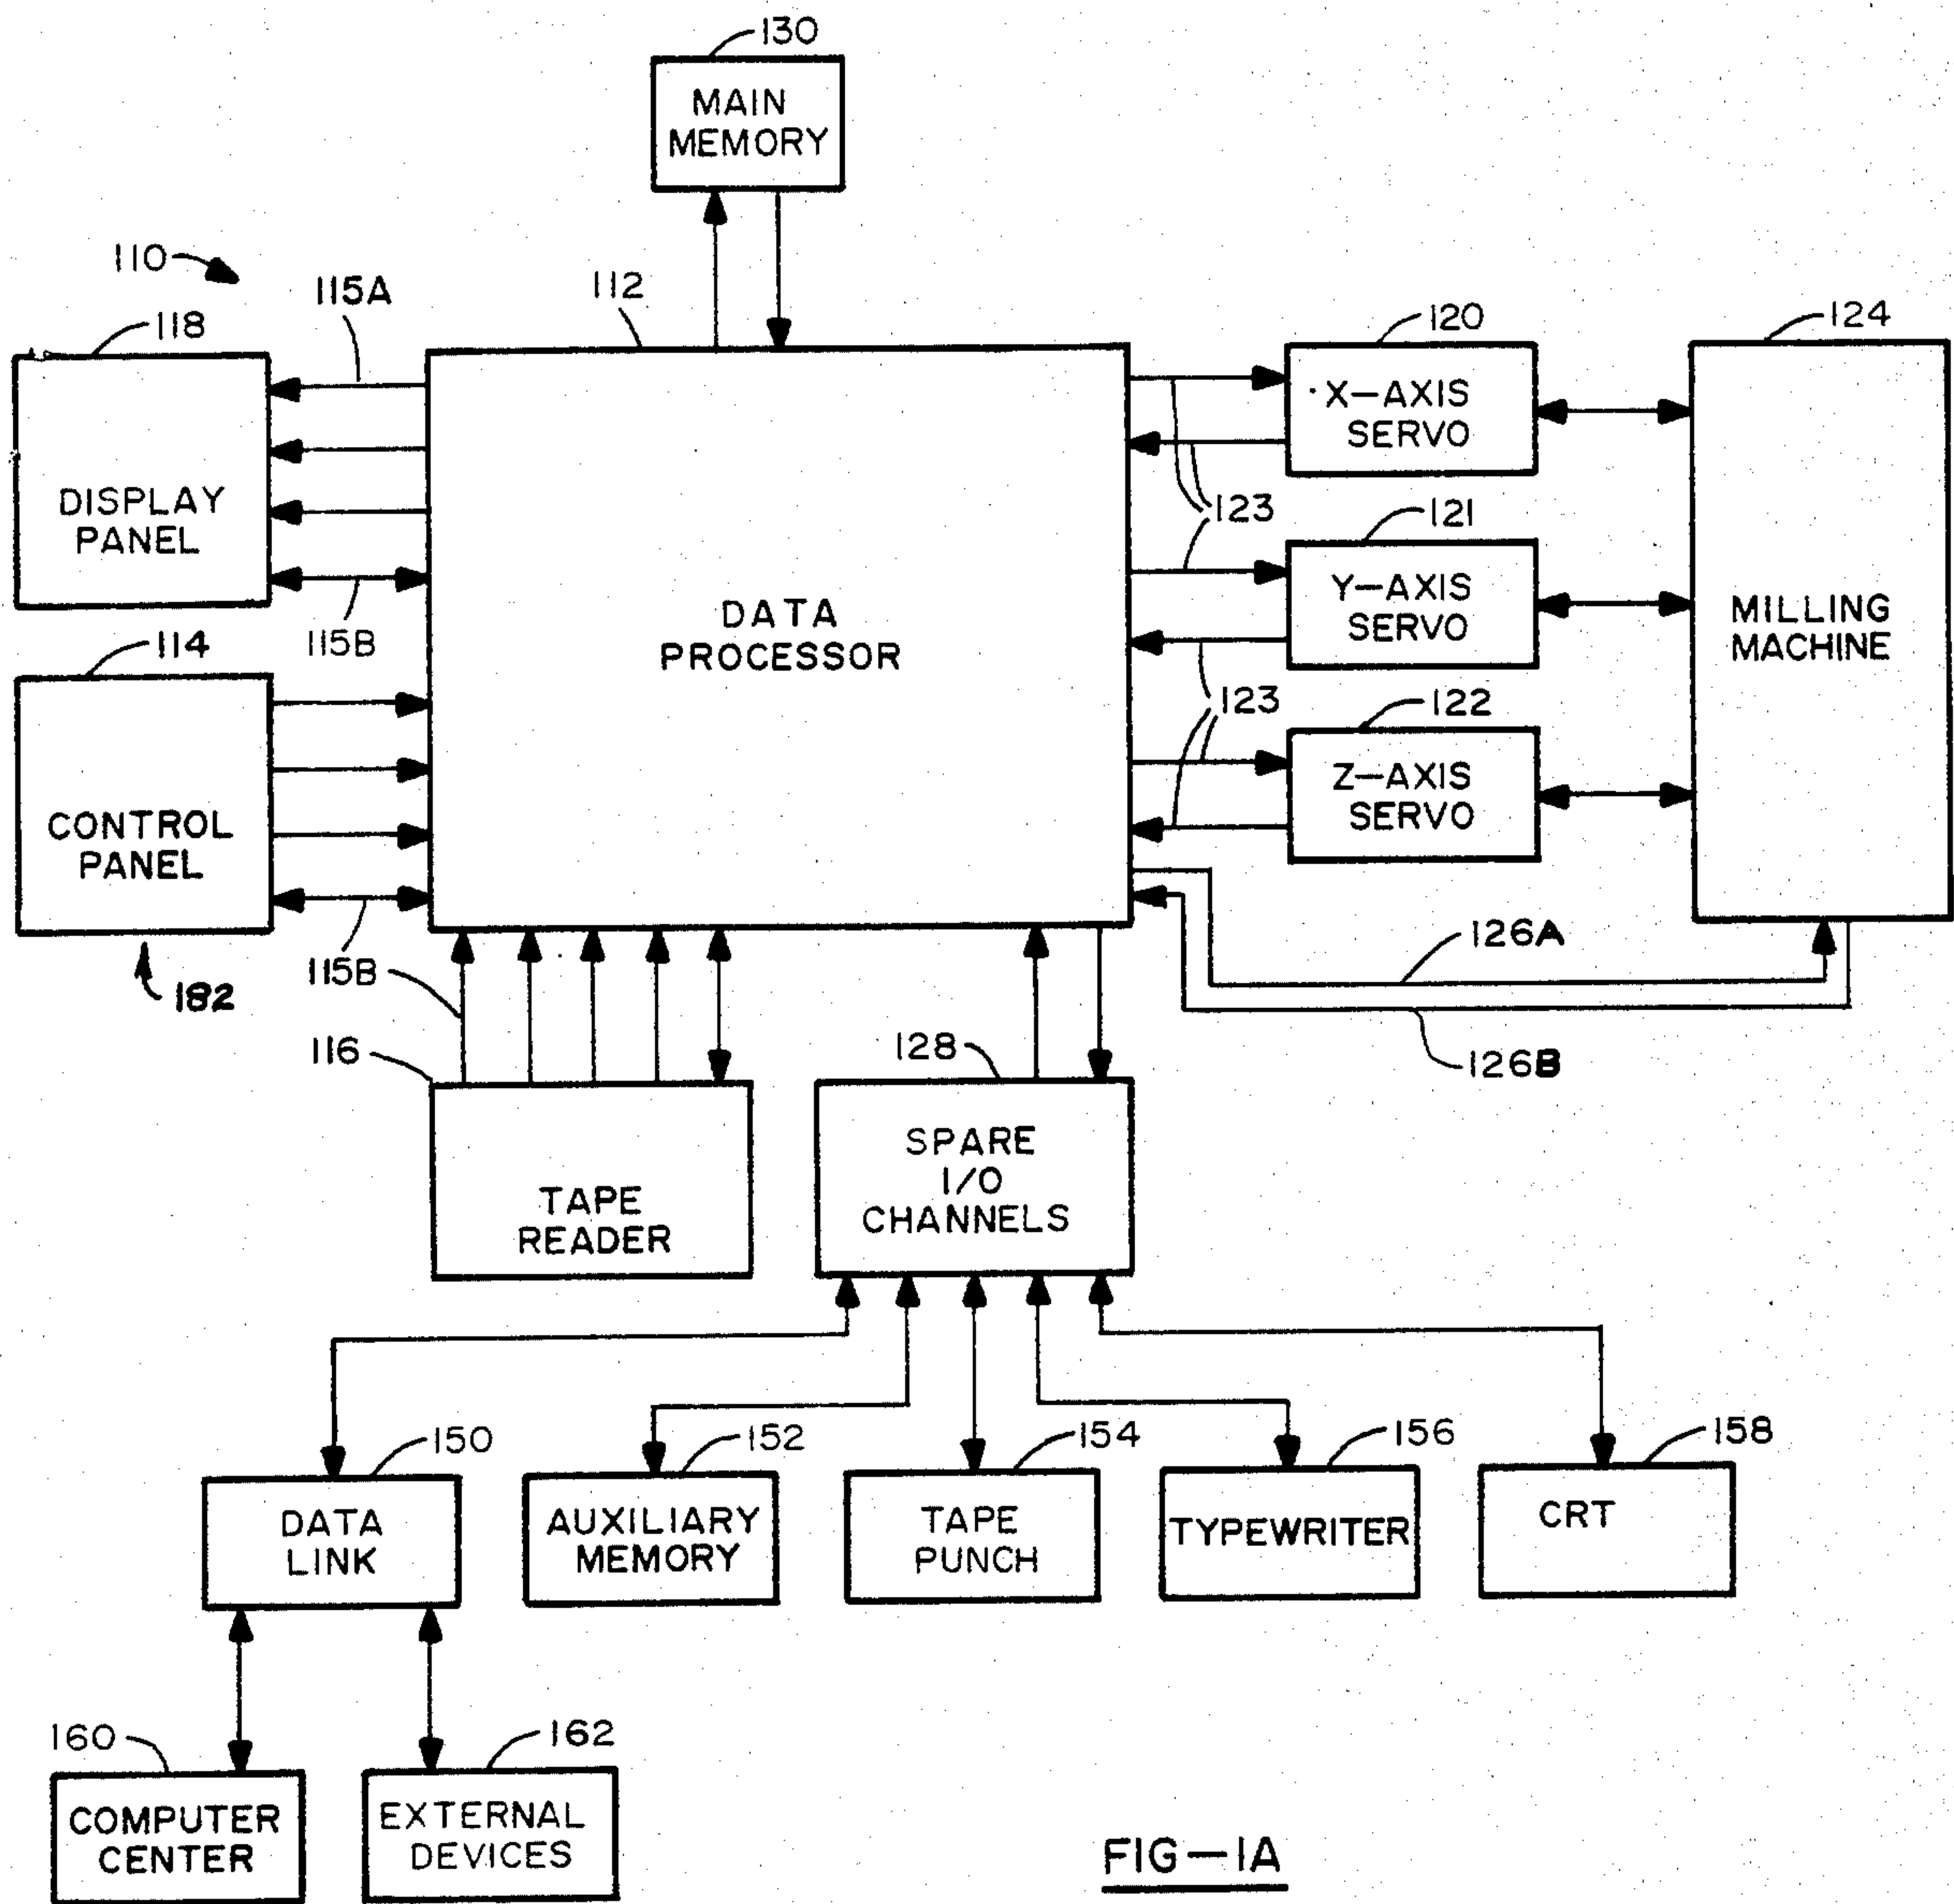 130
MAIN
MEMORY
110
115A
112
118
120
124
DISPLAY
PANEL
X—AXIS
SERVO
123
121
115B
DATA
PROCESSOR
Y—AXIS
SERVO
MILLING
MACHINE
114
123
122
CONTROL
PANEL
Z—AXIS
SERVO
115B
182
126A
126B
116
128
TAPE
READER
SPARE
I/O
CHANNELS
150
152
154
156
158
DATA
LINK
AUXILIARY
MEMORY
TAPE
PUNCH
TYPEWRITER
CRT
160
162
COMPUTER
CENTER
EXTERNAL
DEVICES
FIG—1A